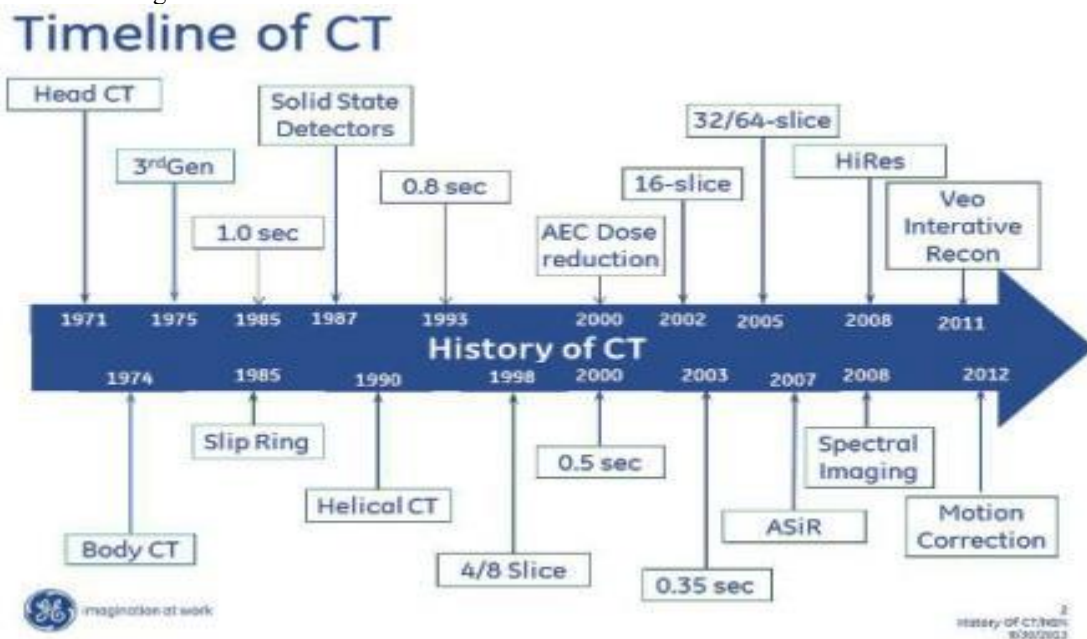 Timeline of CT
Head CT
Solid State
Detectors
32/64-slice
3rdGen
HiRes
0.8 sec
16-slice
Veo
Interative
Recon
1.0 sec
AEC Dose
reduction
1971 1975 1985 1987 1993 2000 2002 2005 2008 2011
History of CT
1974 1985 1990 1998 2000 2003 2007 2008 2012
Slip Ring
0.5 sec
Spectral
Imaging
Helical CT
ASiR
Motion
Correction
Body CT
4/8 Slice
0.35 sec
imagination at work
2